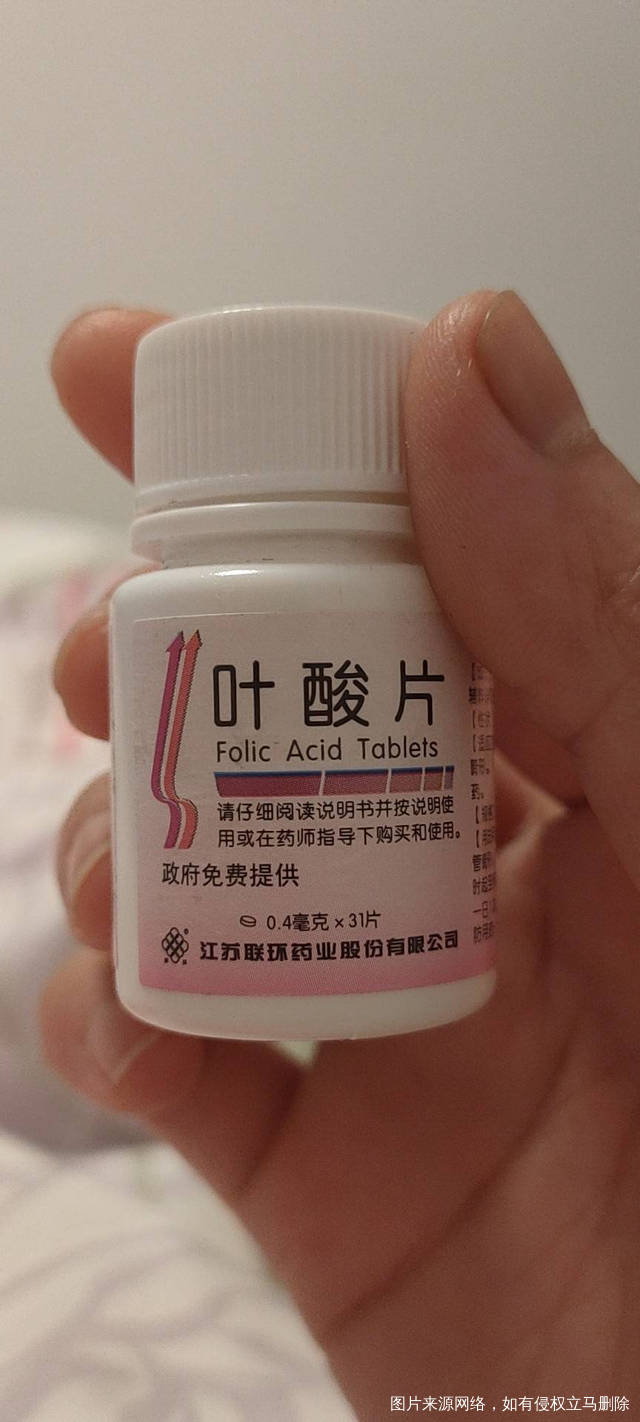 叶酸片
Folic Acid Tablets
请仔细阅读说明书并按说明使
用或在药师指导下购买和使用。
政府免费提供
0.4毫克×31片
江苏联环药业股份有限公司
图片来源网络，如有侵权立马删除